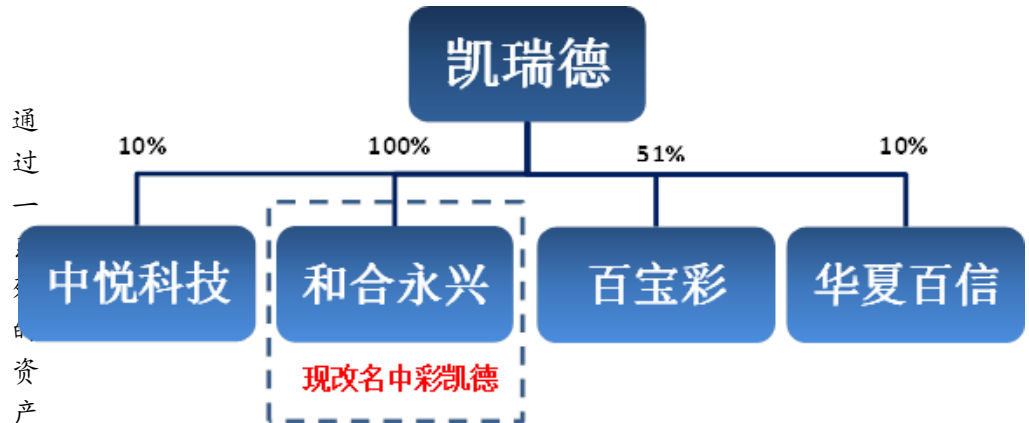 凯瑞德
10%
100%
51%
10%
中悦科技
和合永兴
百宝彩
华夏百信
现改名中彩凯德
通
过
一
的
资
产